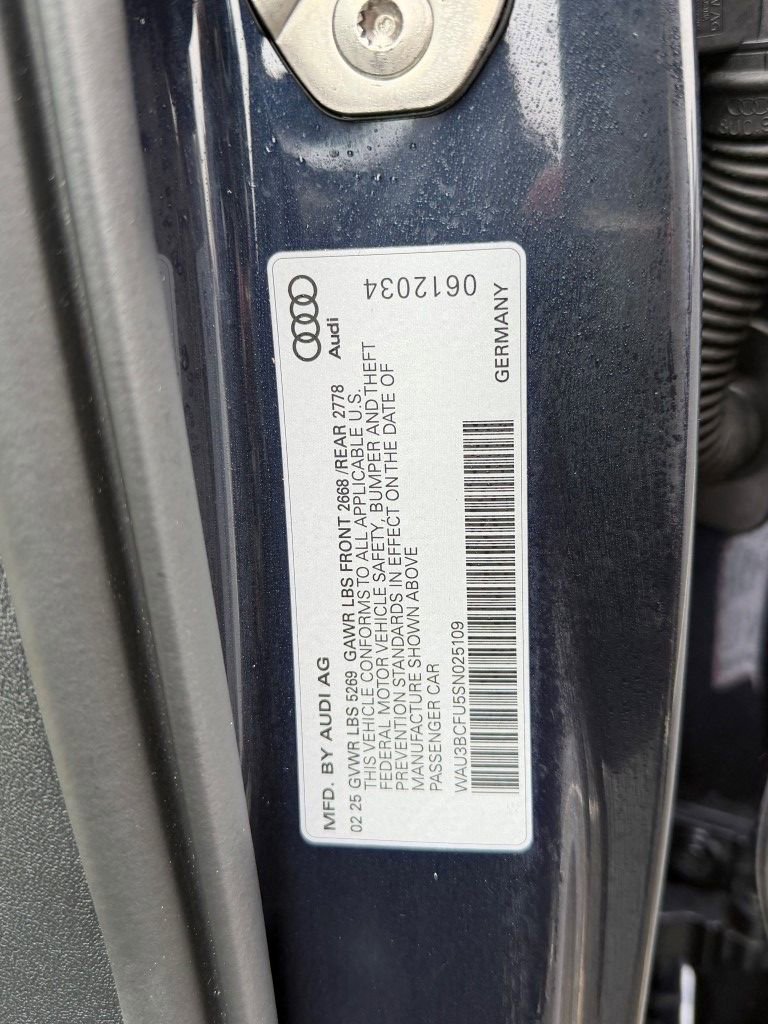 MFD. BY AUDI AG
Audi
02 25 GVWR LBS 5269 GAWR LBS FRONT 2668 /REAR 2778
THIS VEHICLE CONFORMS TO ALL APPLICABLE U.S.
FEDERAL MOTOR VEHICLE SAFETY, BUMPER AND THEFT
PREVENTION STANDARDS IN EFFECT ON THE DATE OF
MANUFACTURE SHOWN ABOVE
PASSENGER CAR
WAU3BCFU5SN025109
GERMANY
0612034